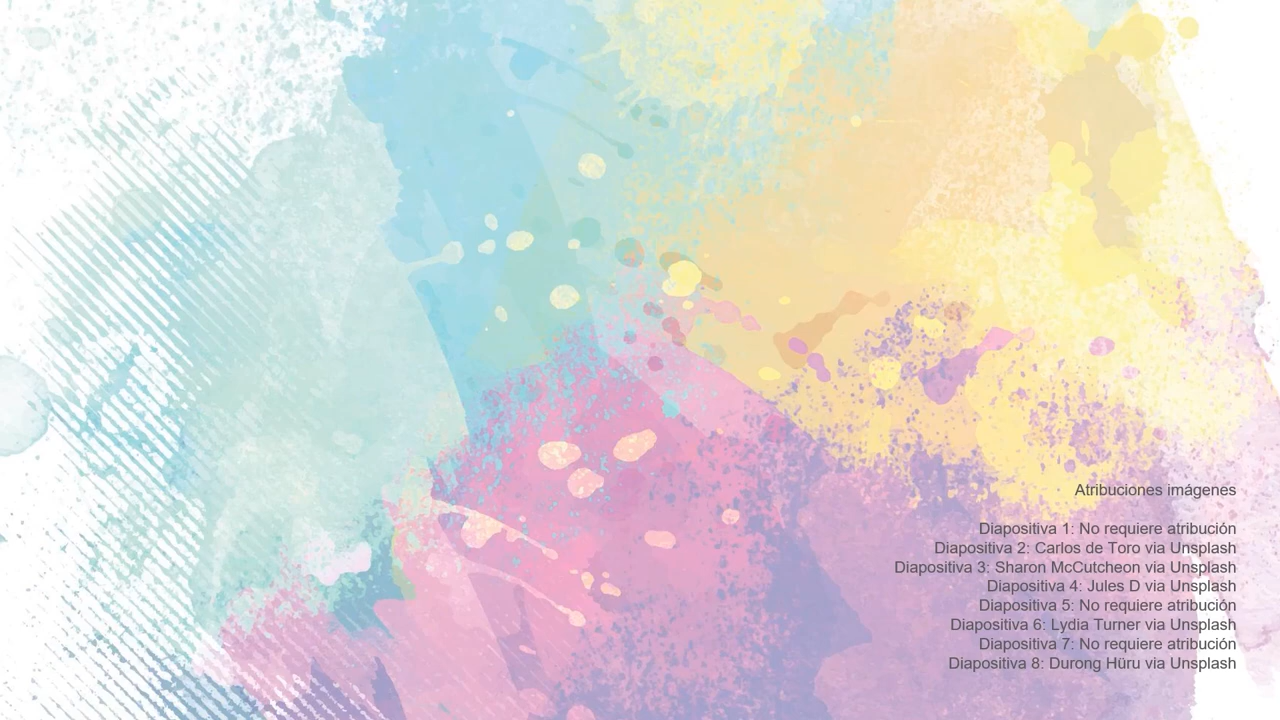 Atribuciones imágenes
Diapositiva 1: No requiere atribución
Diapositiva 2: Carlos de Toro via Unsplash
Diapositiva 3: Sharon McCutcheon via Unsplash
Diapositiva 4: Jules D via Unsplash
Diapositiva 5: No requiere atribución
Diapositiva 6: Lydia Turner via Unsplash
Diapositiva 7: No requiere atribución
Diapositiva 8: Durong Hũru via Unsplash